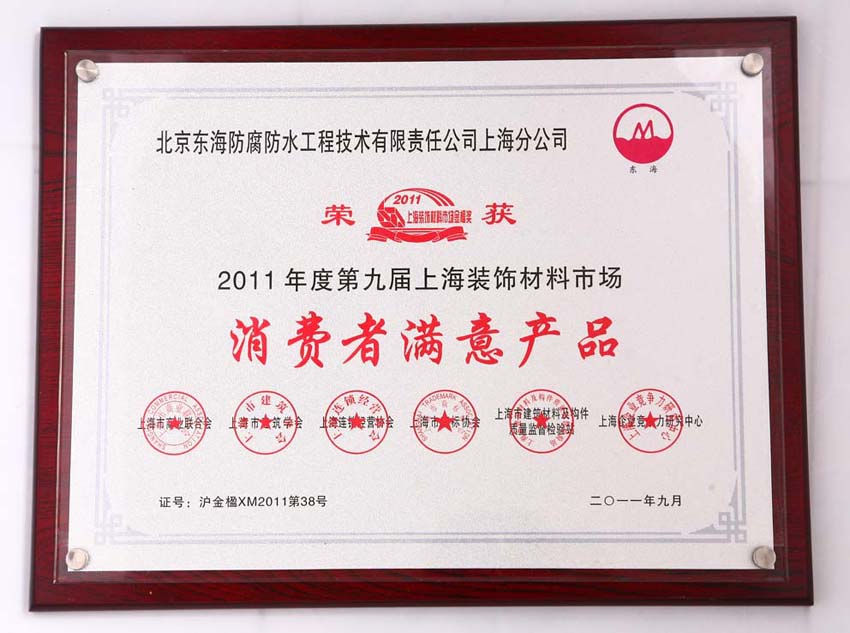 北京东海防腐防水工程技术有限责任公司上海分公司
东海
荣 2011 获
上海装饰材料市场金楹奖
2011年度第九届上海装饰材料市场
消费者满意产品
上海市商业联合会 上海市建筑学会 上海连锁经营协会 上海市商标协会 上海市建筑材料及构件质量监督检验站 上海企业竞争力研究中心
证号：沪金楹XM2011第38号
二〇一一年九月